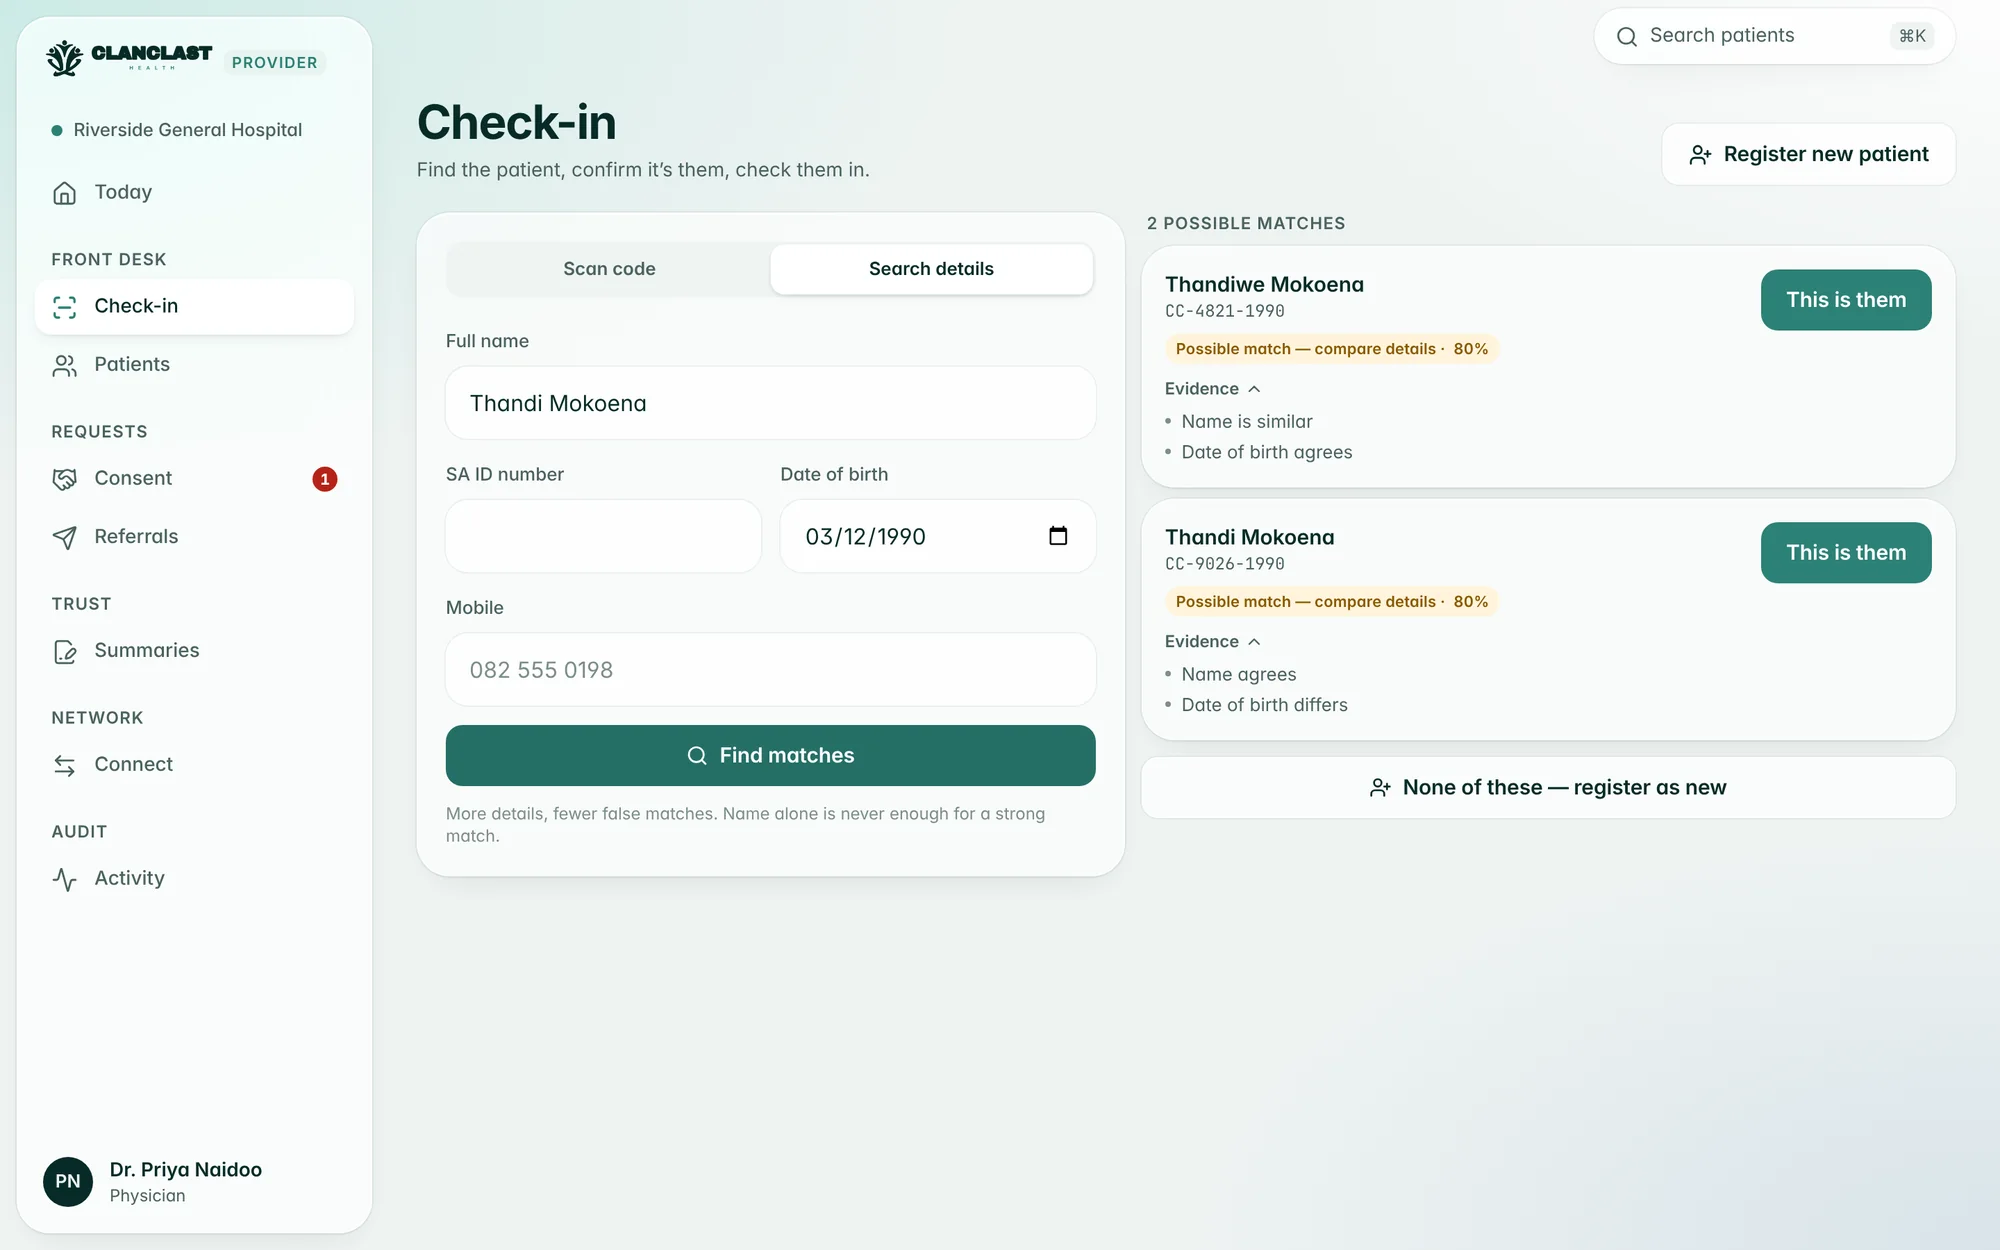 CLANCLAST
HEALTH
PROVIDER
Riverside General Hospital
Today
FRONT DESK
Check-in
Patients
REQUESTS
Consent
1
Referrals
TRUST
Summaries
NETWORK
Connect
AUDIT
Activity
PN
Dr. Priya Naidoo
Physician
Search patients
⌘K
Check-in
Find the patient, confirm it’s them, check them in.
Register new patient
Scan code
Search details
Full name
Thandi Mokoena
SA ID number
Date of birth
03/12/1990
Mobile
082 555 0198
Find matches
More details, fewer false matches. Name alone is never enough for a strong
match.
2 POSSIBLE MATCHES
Thandiwe Mokoena
CC-4821-1990
This is them
Possible match — compare details · 80%
Evidence
• Name is similar
• Date of birth agrees
Thandi Mokoena
CC-9026-1990
This is them
Possible match — compare details · 80%
Evidence
• Name agrees
• Date of birth differs
None of these — register as new